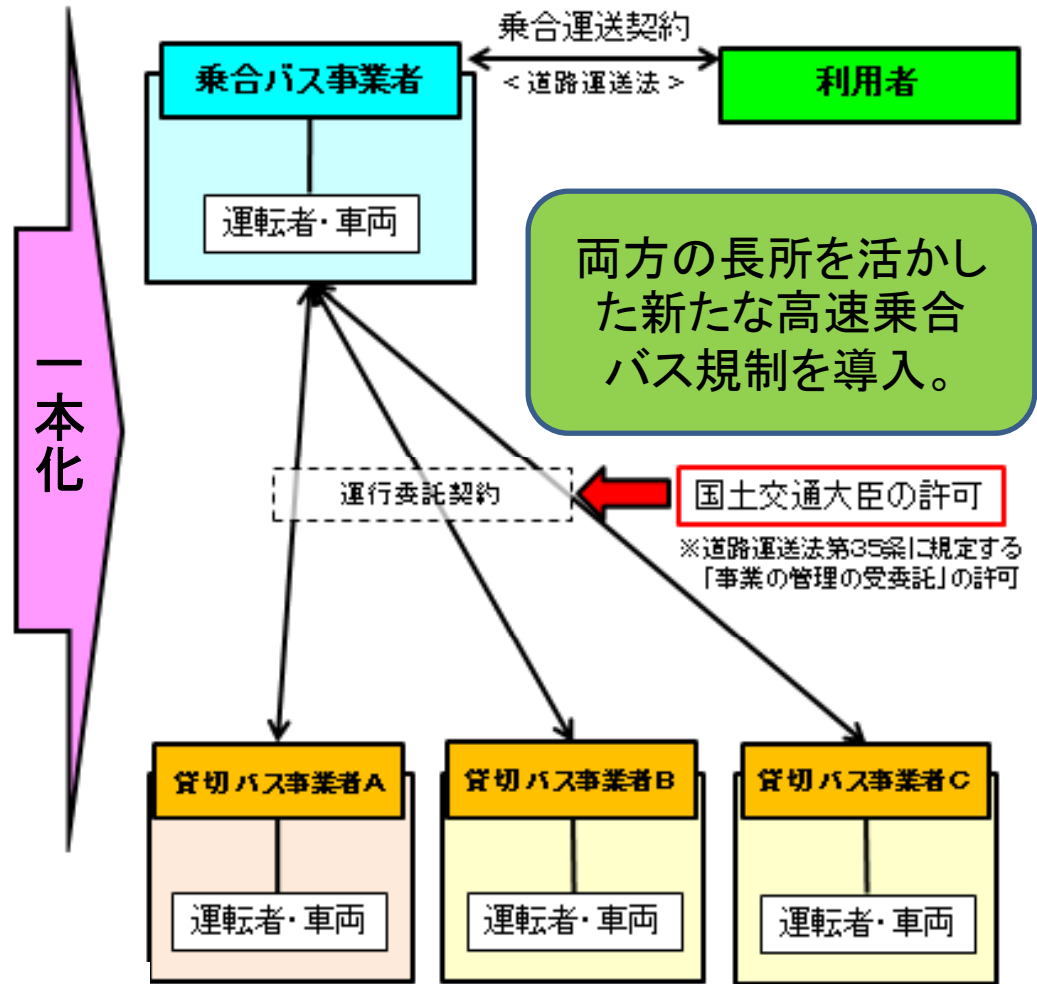 乗合運送契約
乗合バス事業者
<道路運送法>
利用者
運転者・車両
両方の長所を活かし
た新たな高速乗合
バス規制を導入。
一本化
運行委託契約
国土交通大臣の許可
※道路運送法第35条に規定する
「事業の管理の受委託」の許可
貸切バス事業者A
貸切バス事業者B
貸切バス事業者C
運転者・車両
運転者・車両
運転者・車両